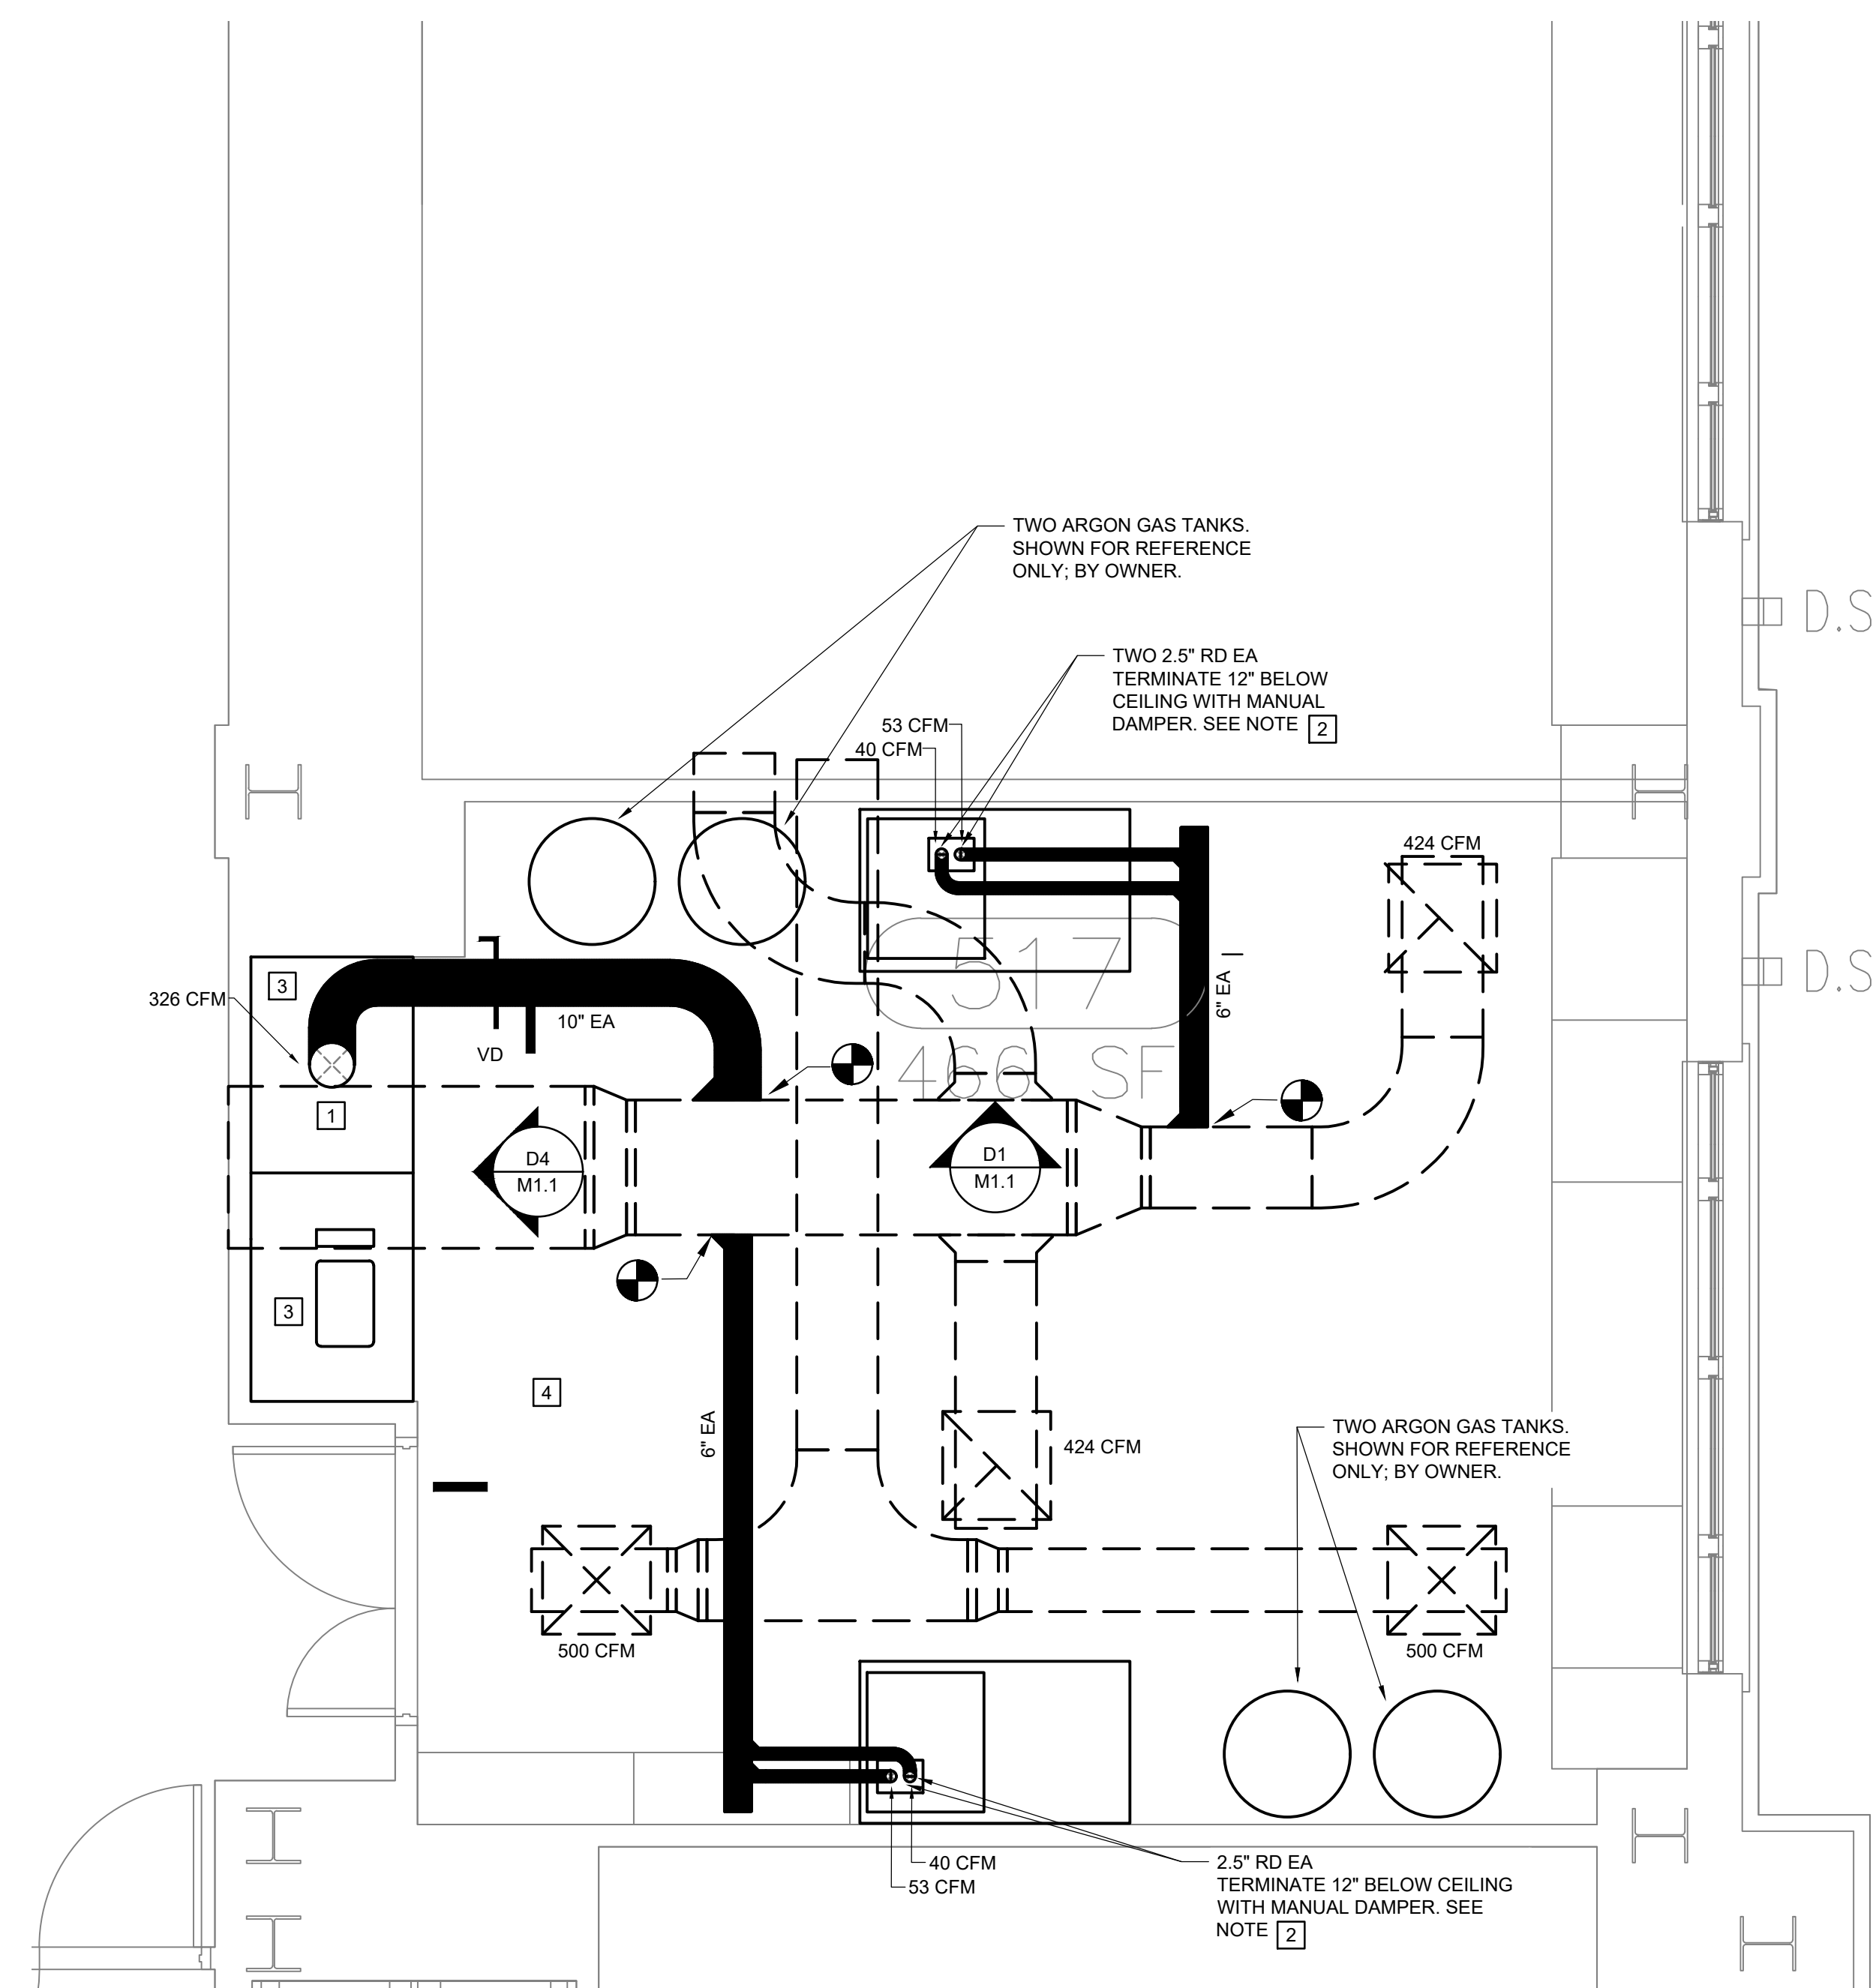 TWO ARGON GAS TANKS.
SHOWN FOR REFERENCE
ONLY; BY OWNER.
D.S
TWO 2.5" RD EA
TERMINATE 12" BELOW
CEILING WITH MANUAL
DAMPER. SEE NOTE 2
53 CFM
40 CFM
424 CFM
517
D.S
3
326 CFM
10" EA
6" EA
VD
466 SF
1
D4
M1.1
D1
M1.1
3
4
6" EA
424 CFM
TWO ARGON GAS TANKS.
SHOWN FOR REFERENCE
ONLY; BY OWNER.
500 CFM
500 CFM
40 CFM
53 CFM
2.5" RD EA
TERMINATE 12" BELOW CEILING
WITH MANUAL DAMPER. SEE
NOTE 2